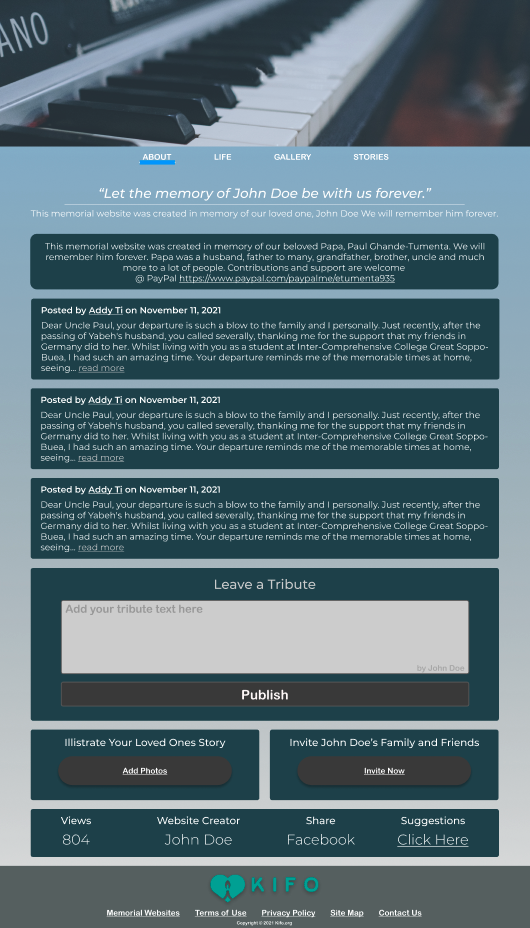 ANO
ABOUT
LIFE
GALLERY
STORIES
“Let the memory of John Doe be with us forever.”
This memorial website was created in memory of our loved one, John Doe We will remember him forever.
This memorial website was created in memory of our beloved Papa, Paul Ghande-Tumenta. We will
remember him forever. Papa was a husband, father to many, grandfather, brother, uncle and much
more to a lot of people. Contributions and support are welcome
@ PayPal https://www.paypal.com/paypalme/etumenta935
Posted by Addy Ti on November 11, 2021
Dear Uncle Paul, your departure is such a blow to the family and I personally. Just recently, after the
passing of Yabeh's husband, you called severally, thanking me for the support that my friends in
Germany did to her. Whilst living with you as a student at Inter-Comprehensive College Great Soppo-
Buea, I had such an amazing time. Your departure reminds me of the memorable times at home,
seeing... read more
Posted by Addy Ti on November 11, 2021
Dear Uncle Paul, your departure is such a blow to the family and I personally. Just recently, after the
passing of Yabeh's husband, you called severally, thanking me for the support that my friends in
Germany did to her. Whilst living with you as a student at Inter-Comprehensive College Great Soppo-
Buea, I had such an amazing time. Your departure reminds me of the memorable times at home,
seeing... read more
Posted by Addy Ti on November 11, 2021
Dear Uncle Paul, your departure is such a blow to the family and I personally. Just recently, after the
passing of Yabeh's husband, you called severally, thanking me for the support that my friends in
Germany did to her. Whilst living with you as a student at Inter-Comprehensive College Great Soppo-
Buea, I had such an amazing time. Your departure reminds me of the memorable times at home,
seeing... read more
Leave a Tribute
Add your tribute text here
by John Doe
Publish
Illistrate Your Loved Ones Story
Add Photos
Invite John Doe’s Family and Friends
Invite Now
Views
804
Website Creator
John Doe
Share
Facebook
Suggestions
Click Here
KIFO
Memorial Websites
Terms of Use
Privacy Policy
Site Map
Contact Us
Copyright © 2021 Kifo.org